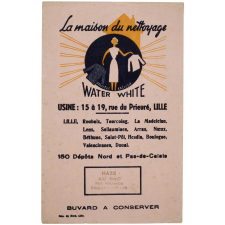 La maison du nettoyage
WATER WHITE
USINE : 15 à 19, rue du Prieuré, LILLE
LILLE, Roubaix, Tourcoing, La Madeleine,
Lens, Sallaumines, Arras, Nœux,
Béthune, Saint-Pol, Hesdin, Boulogne,
Valenciennes, Douai.
150 Dépôts Nord et Pas-de-Calais
BUVARD A CONSERVER